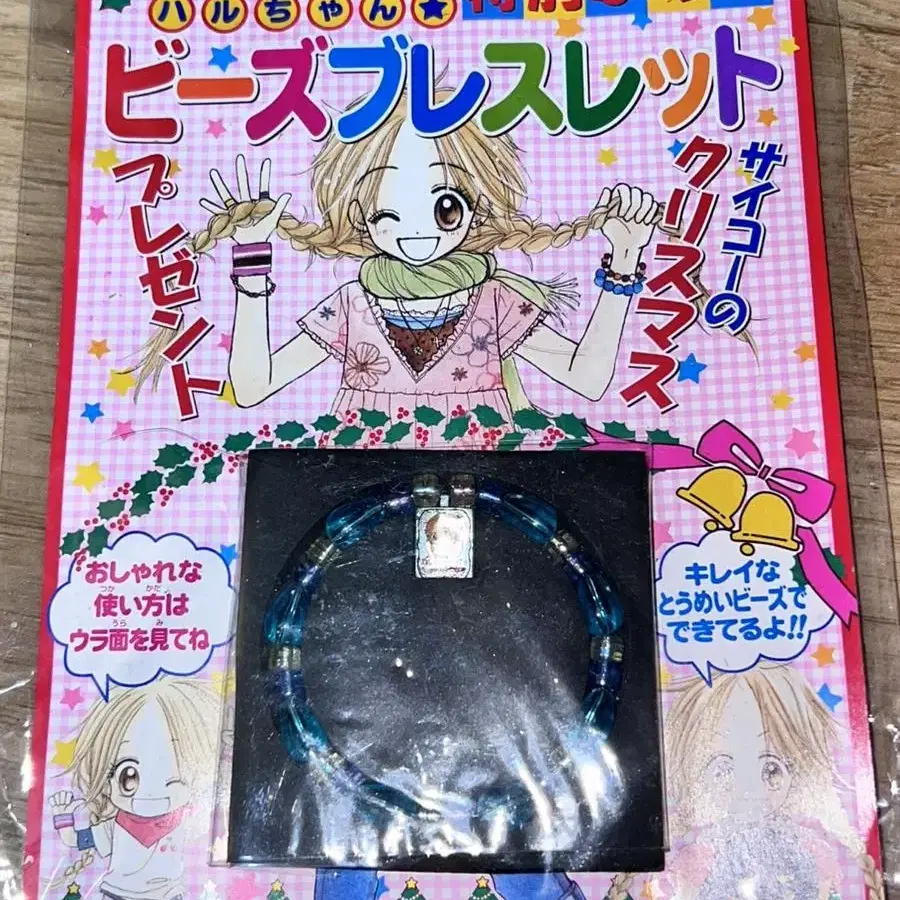 ハルちゃん★
特別
ビーズブレスレット
サイコーの
クリスマス
プレゼント
おしゃれな
使い方は
ウラ面を見てね
キレイな
とうめいビーズで
できてるよ!!